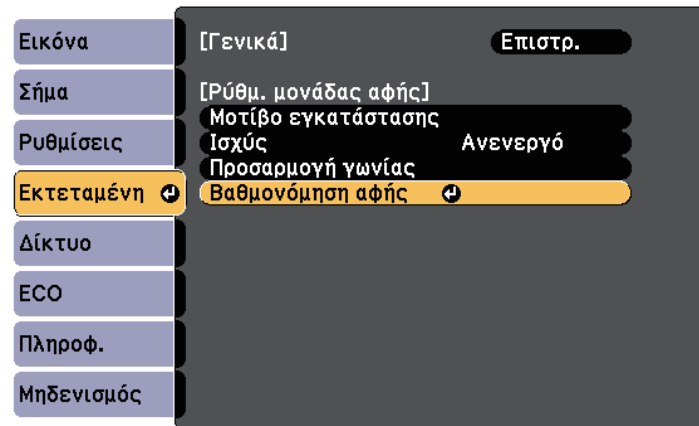 Εικόνα
Σήμα
Ρυθμίσεις
Εκτεταμένη
Δίκτυο
ECO
Πληροφ.
Μηδενισμός
[Γενικά] Επιστρ.
[Ρύθμ. μονάδας αφής]
Μοτίβο εγκατάστασης
Ισχύς Ανενεργό
Προσαρμογή γωνίας
Βαθμονόμηση αφής